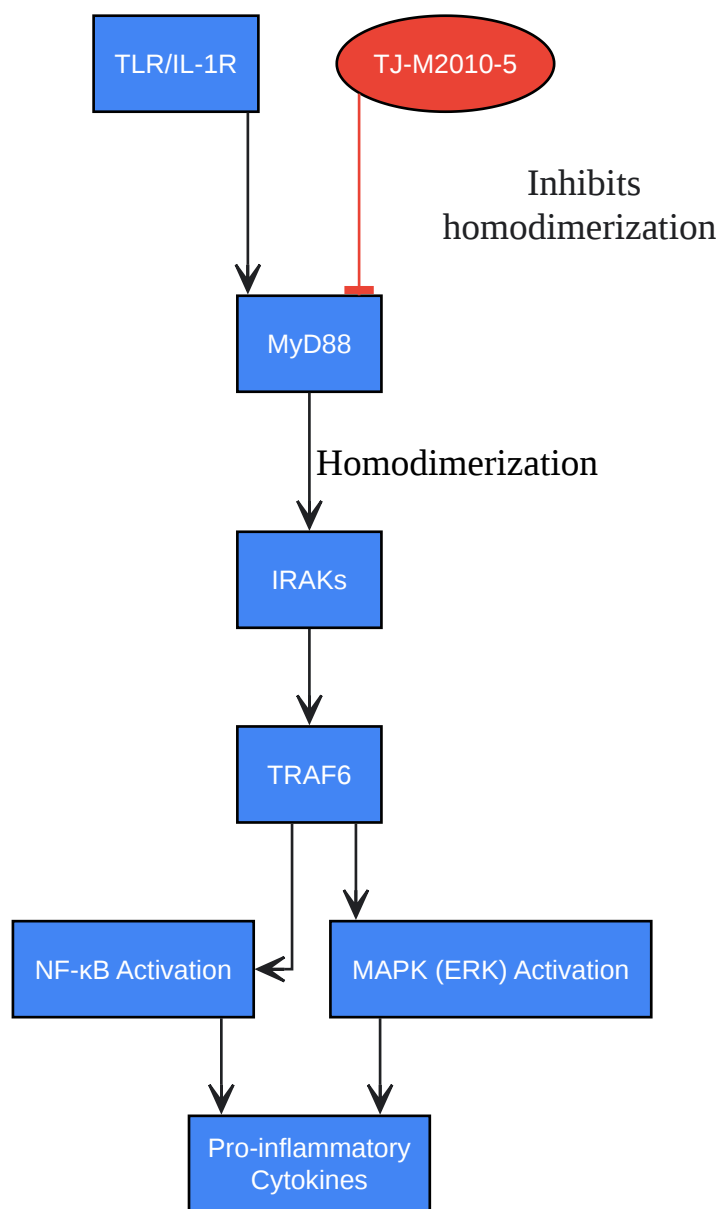 TLR/IL-1R
TJ-M2010-5
Inhibits
homodimerization
MyD88
Homodimerization
IRAKs
TRAF6
NF-κB Activation
MAPK (ERK) Activation
Pro-inflammatory
Cytokines